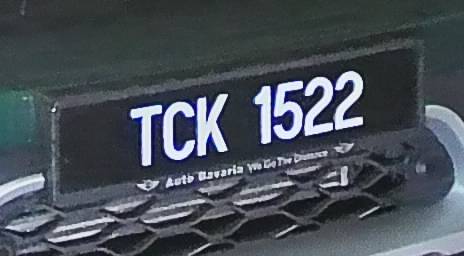 TCK 1522
Auto Bavaria We Go The Distance